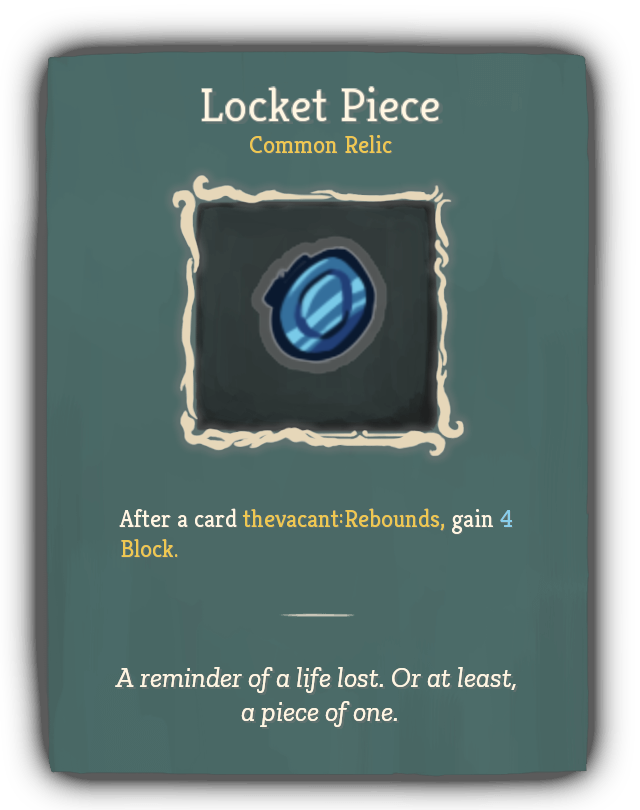 Locket Piece
Common Relic
After a card thevacant:Rebounds, gain 4
Block.
A reminder of a life lost. Or at least,
a piece of one.